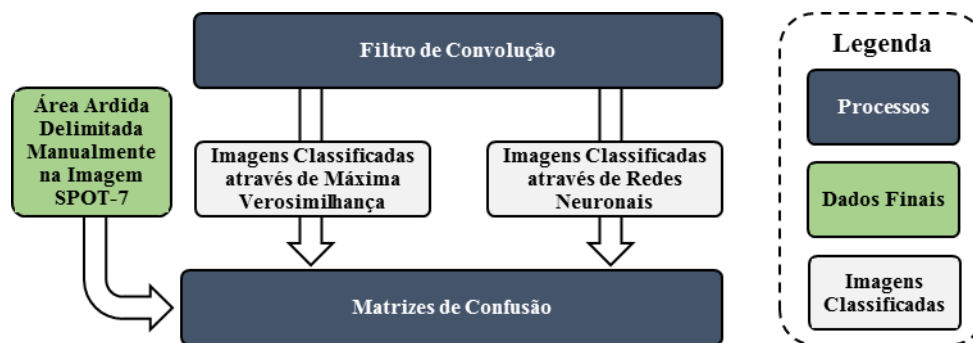 Filtro de Convolução
Área Ardida
Delimitada
Manualmente
na Imagem
SPOT-7
Imagens Classificadas
através de Máxima
Verosimilhança
Imagens Classificadas
através de Redes
Neuronais
Matrizes de Confusão
Legenda
Processos
Dados Finais
Imagens
Classificadas